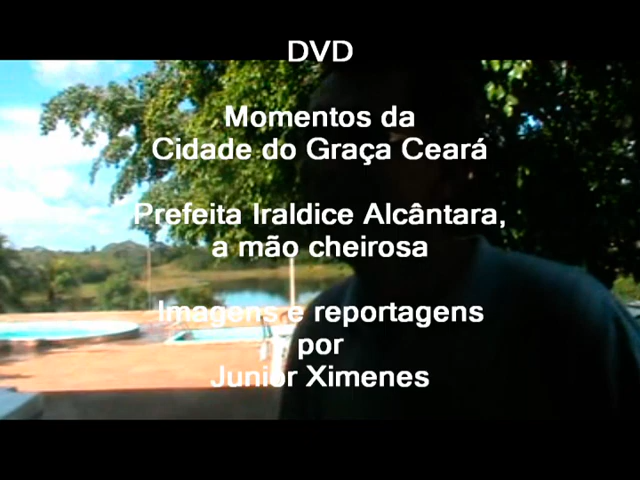 DVD
Momentos da
Cidade do Graça Ceará
Prefeita Iraldice Alcântara,
a mão cheirosa
Imagens e reportagens
por
Junior Ximenes